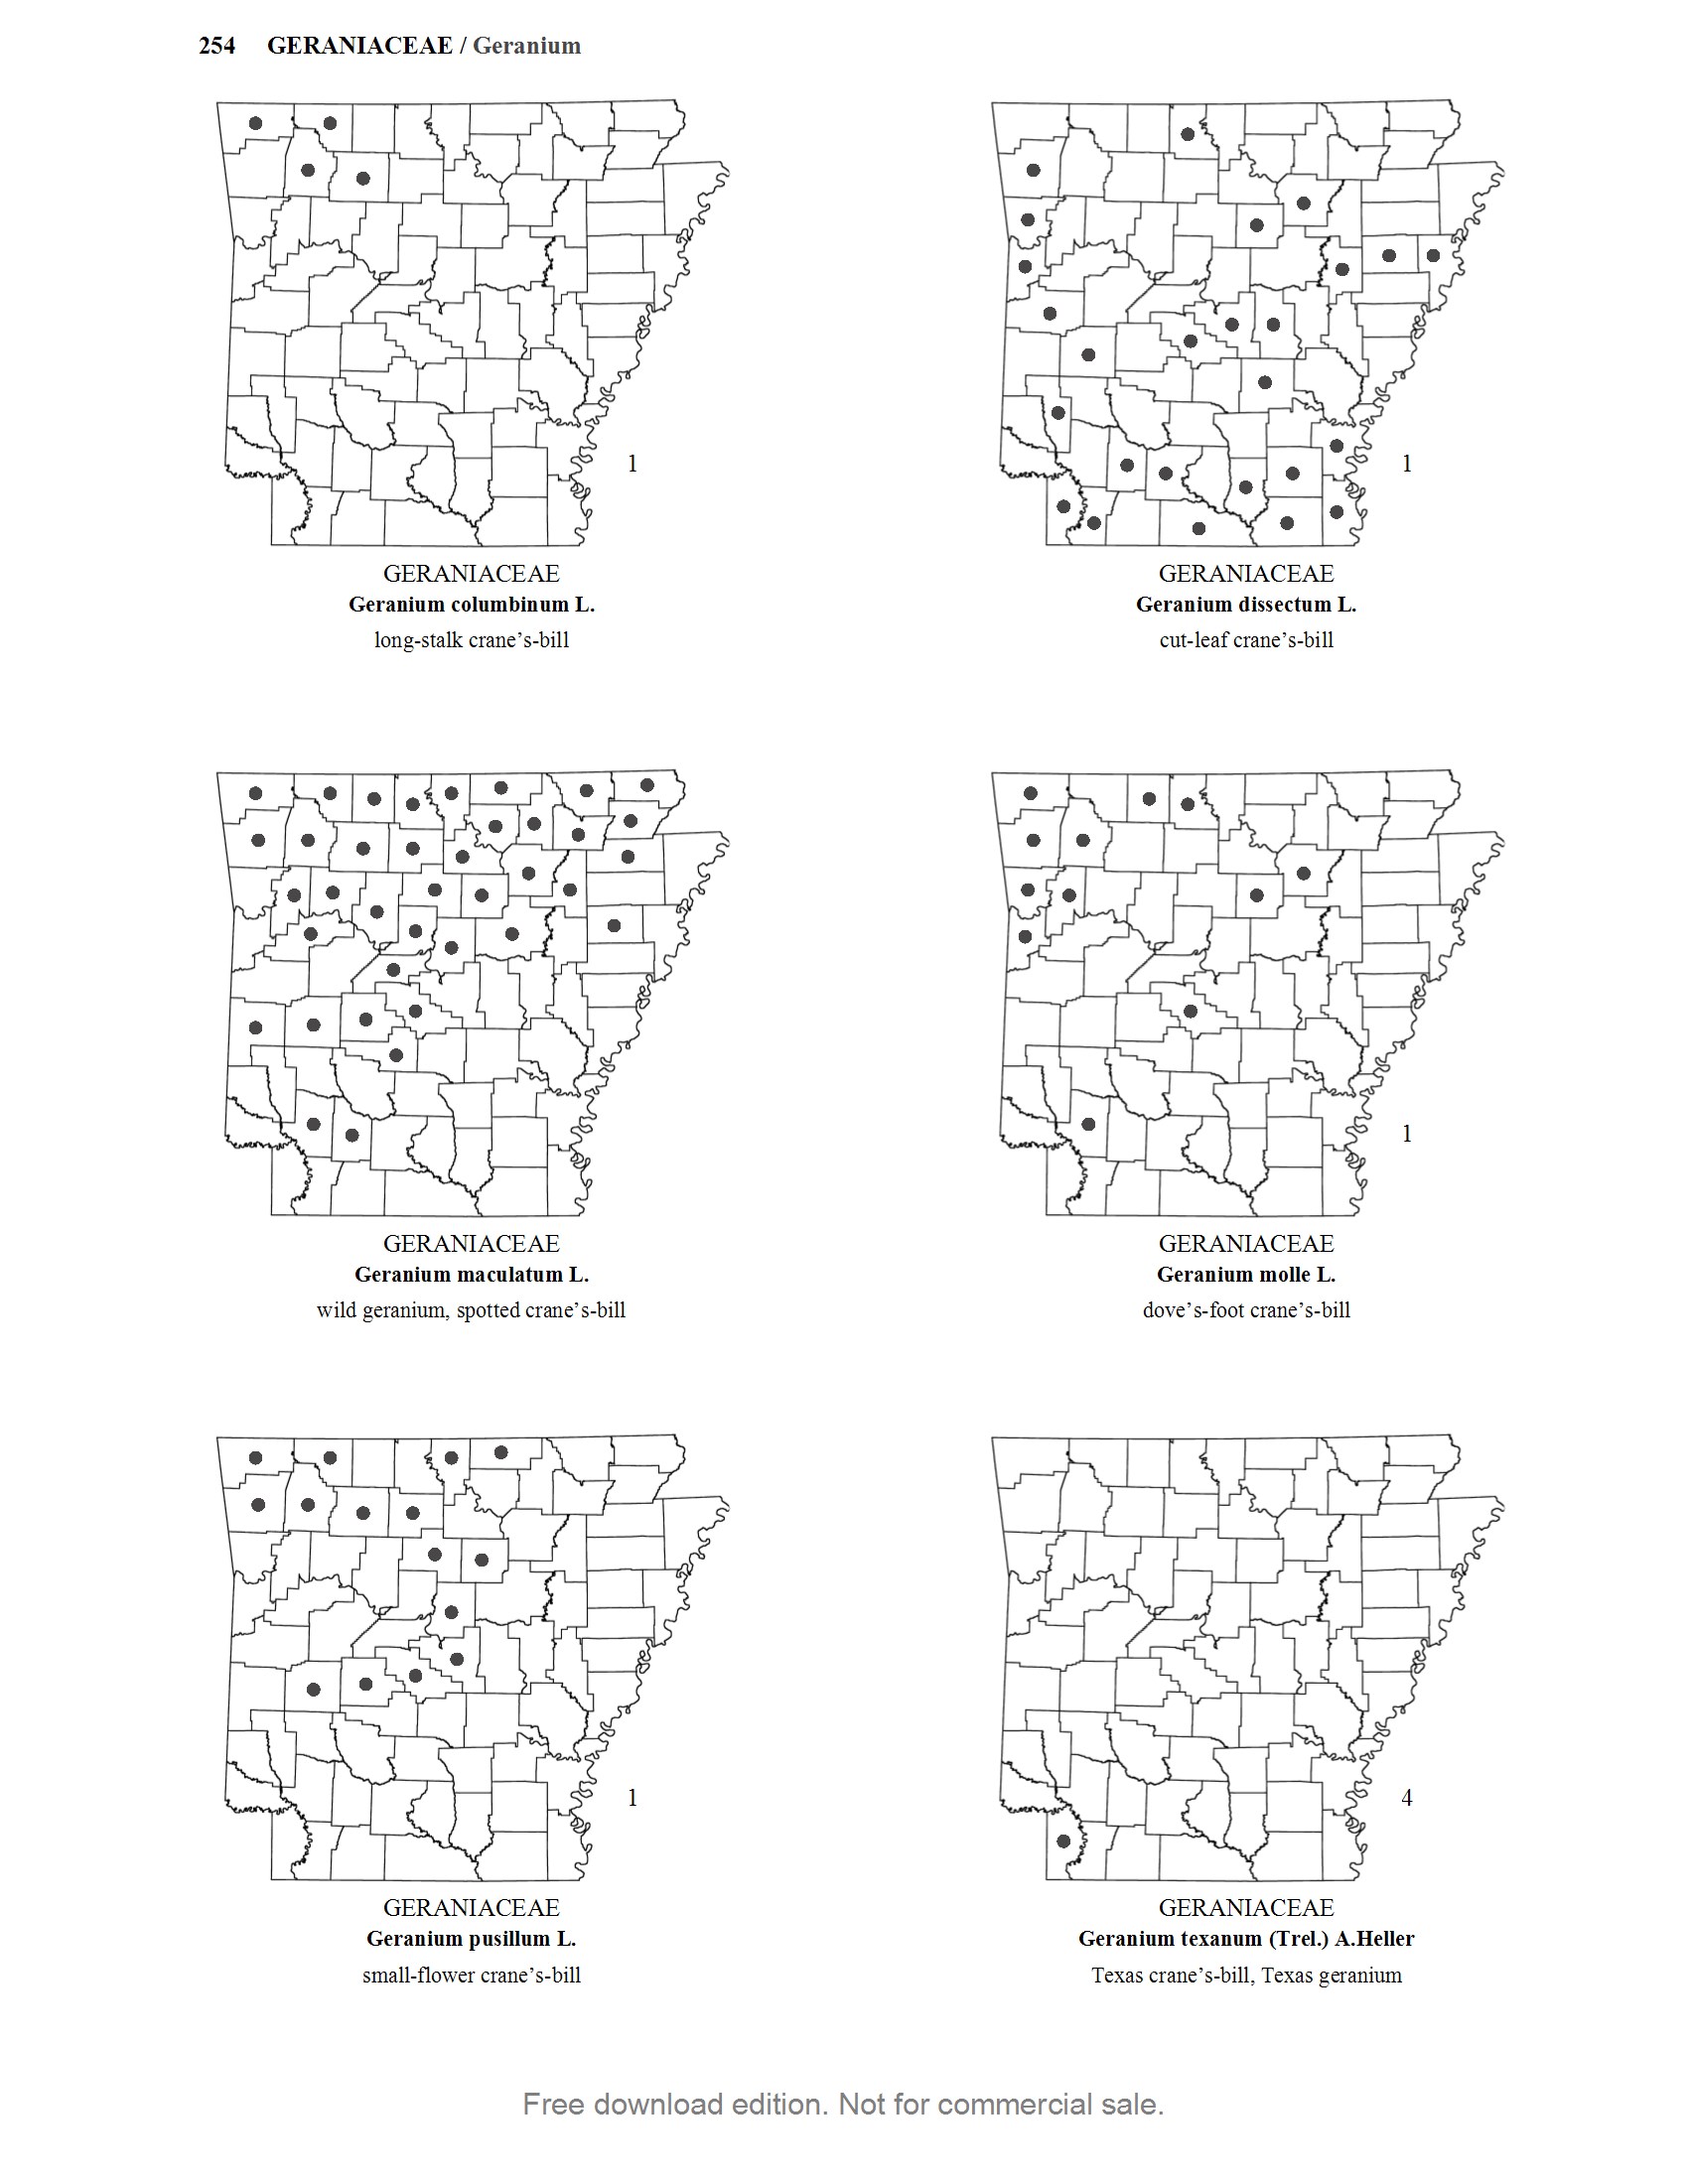 254 GERANIACEAE / Geranium
1
GERANIACEAE
Geranium columbinum L.
long-stalk crane’s-bill
1
GERANIACEAE
Geranium dissectum L.
cut-leaf crane’s-bill
GERANIACEAE
Geranium maculatum L.
wild geranium, spotted crane’s-bill
1
GERANIACEAE
Geranium molle L.
dove’s-foot crane’s-bill
1
GERANIACEAE
Geranium pusillum L.
small-flower crane’s-bill
4
GERANIACEAE
Geranium texanum (Trel.) A.Heller
Texas crane’s-bill, Texas geranium
Free download edition. Not for commercial sale.